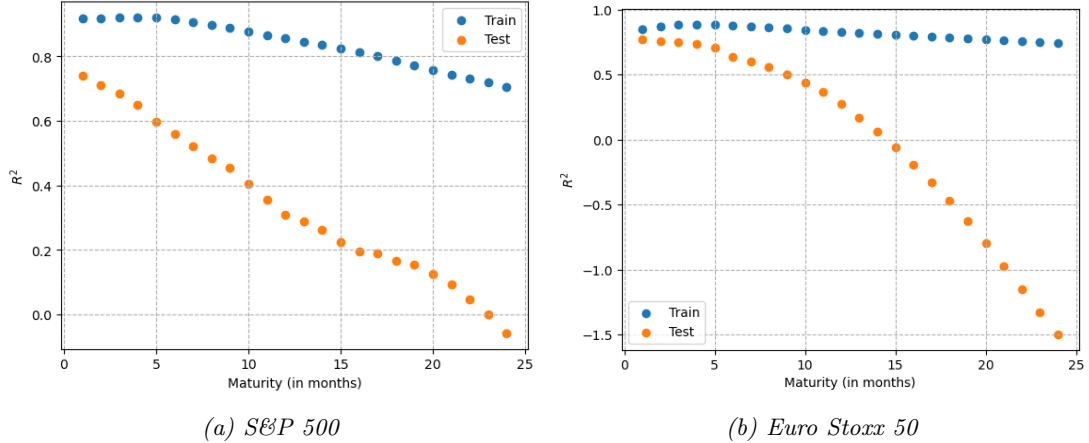 0.8
0.6
0.4
0.2
0.0
R²
Train
Test
0
5
10
15
20
25
Maturity (in months)
(a) S&P 500
1.0
0.5
0.0
−0.5
−1.0
−1.5
R²
Train
Test
0
5
10
15
20
25
Maturity (in months)
(b) Euro Stoxx 50